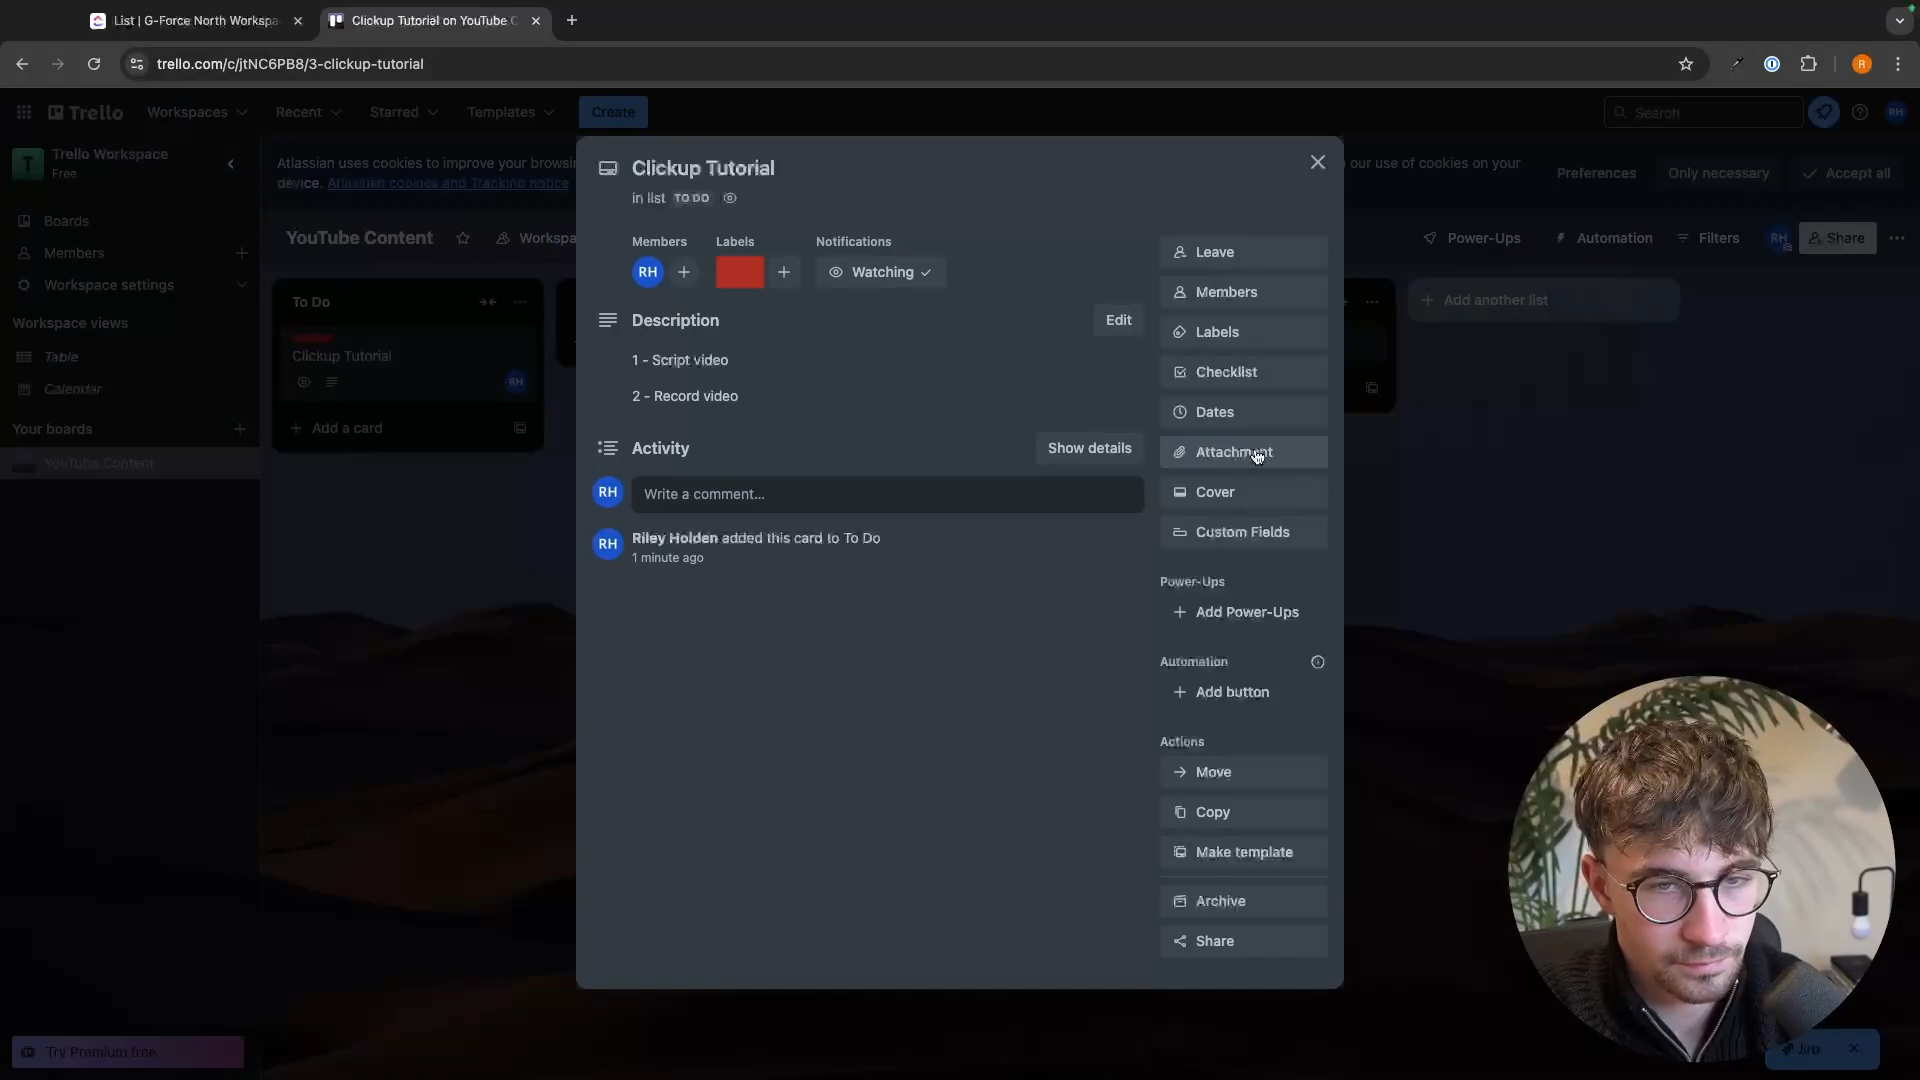 List | G-Force North Workspa
Clickup Tutorial on YouTube C
trello.com/c/jtNC6PB8/3-clickup-tutorial
R
Trello
Workspaces
Recent
Starred
Templates
Create
Search
RH
T
Trello Workspace
Free
Boards
Members
Workspace settings
Workspace views
Table
Calendar
Your boards
YouTube Content
Try Premium free
Atlassian uses cookies to improve your browsi
device. Atlassian cookies and Tracking notice
our use of cookies on your
Preferences
Only necessary
Accept all
YouTube Content
Workspa
Power-Ups
Automation
Filters
RH
Share
To Do
Clickup Tutorial
RH
Add a card
Add another list
Clickup Tutorial
in list TO DO
Members
Labels
Notifications
RH
Watching
Description
Edit
1 - Script video
2 - Record video
Activity
Show details
RH
Write a comment...
RH
Riley Holden added this card to To Do
1 minute ago
Leave
Members
Labels
Checklist
Dates
Attachment
Cover
Custom Fields
Power-Ups
Add Power-Ups
Automation
Add button
Actions
Move
Copy
Make template
Archive
Share
Jira